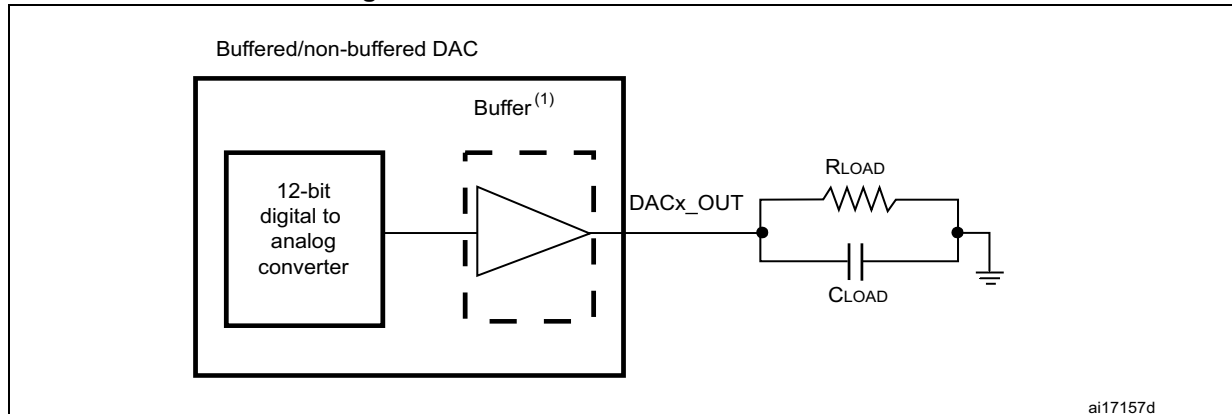 Buffered/non-buffered DAC
Buffer (1)
12-bit
digital to
analog
converter
DACx_OUT
RLOAD
CLOAD
ai17157d